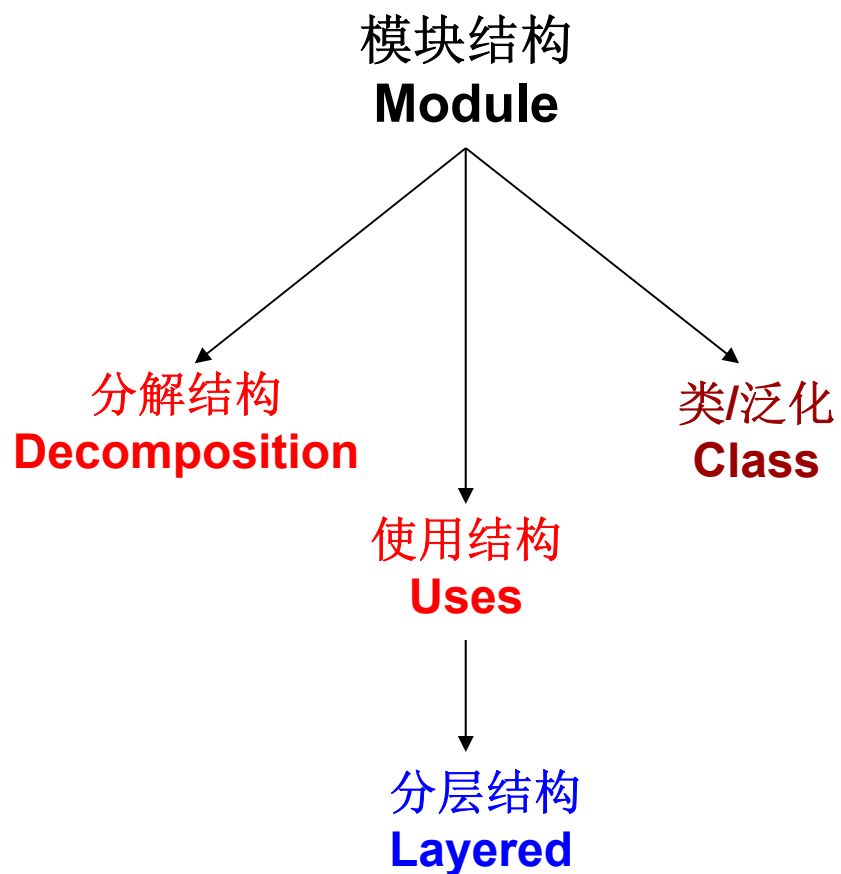 模块结构
Module
分解结构
Decomposition
类/泛化
Class
使用结构
Uses
分层结构
Layered